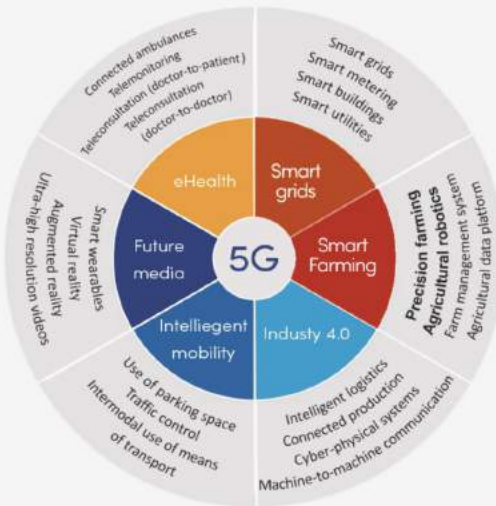 Connected ambulances
Telemonitoring
Teleconsultation (doctor-to-patient)
Teleconsultation
(doctor-to-doctor)
Smart grids
Smart metering
Smart buildings
Smart utilities
eHealth
Smart
grids
Ultra-high resolution videos
Augmented reality
Virtual reality
Smart wearables
Future
media
5G
Smart
Farming
Precision farming
Agricultural robotics
Farm management system
Agricultural data platform
Intelliegent
mobility
Industy 4.0
Use of parking space
Traffic control
Intermodal use of means
of transport
Intelligent logistics
Connected production
Cyber-physical systems
Machine-to-machine communication